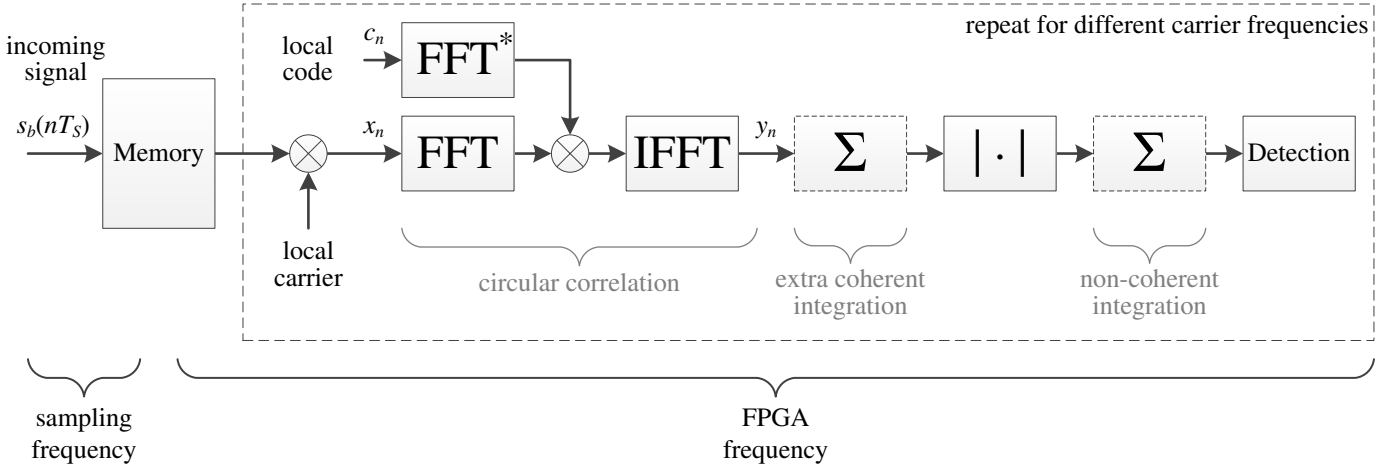 repeat for different carrier frequencies
incoming
signal
s_b(nT_S)
Memory
local
code
c_n
FFT*
x_n
FFT
IFFT
y_n
Σ
|·|
Σ
Detection
local
carrier
circular correlation
extra coherent
integration
non-coherent
integration
sampling
frequency
FPGA
frequency